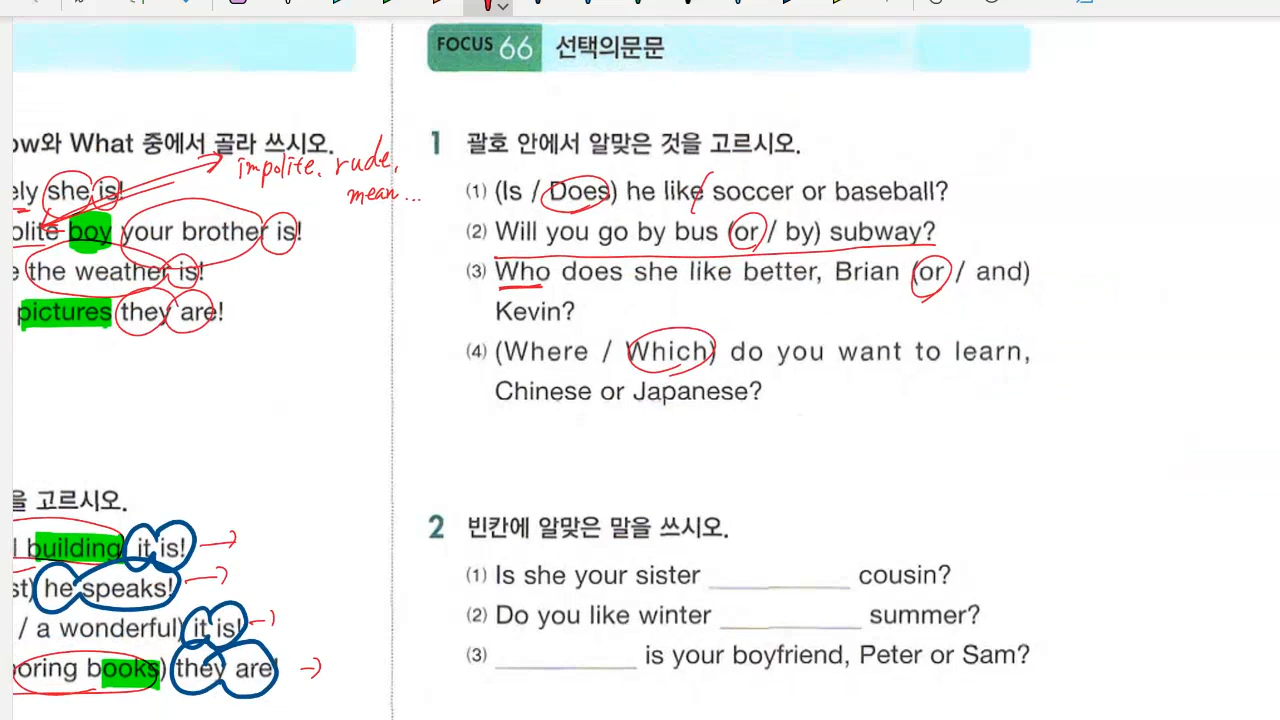 ow와 What 중에서 골라 쓰시오.
ely she is!
impolite. rude.
mean...
olite boy your brother is!
e the weather is!
pictures they are!
을 고르시오.
l building it is!
st) he speaks!
/ a wonderful) it is!
oring books) they are!
FOCUS 66 선택의문문
1 괄호 안에서 알맞은 것을 고르시오.
(1) (Is / Does) he like soccer or baseball?
(2) Will you go by bus (or / by) subway?
(3) Who does she like better, Brian (or / and)
Kevin?
(4) (Where / Which) do you want to learn,
Chinese or Japanese?
2 빈칸에 알맞은 말을 쓰시오.
(1) Is she your sister ________ cousin?
(2) Do you like winter ________ summer?
(3) ________ is your boyfriend, Peter or Sam?